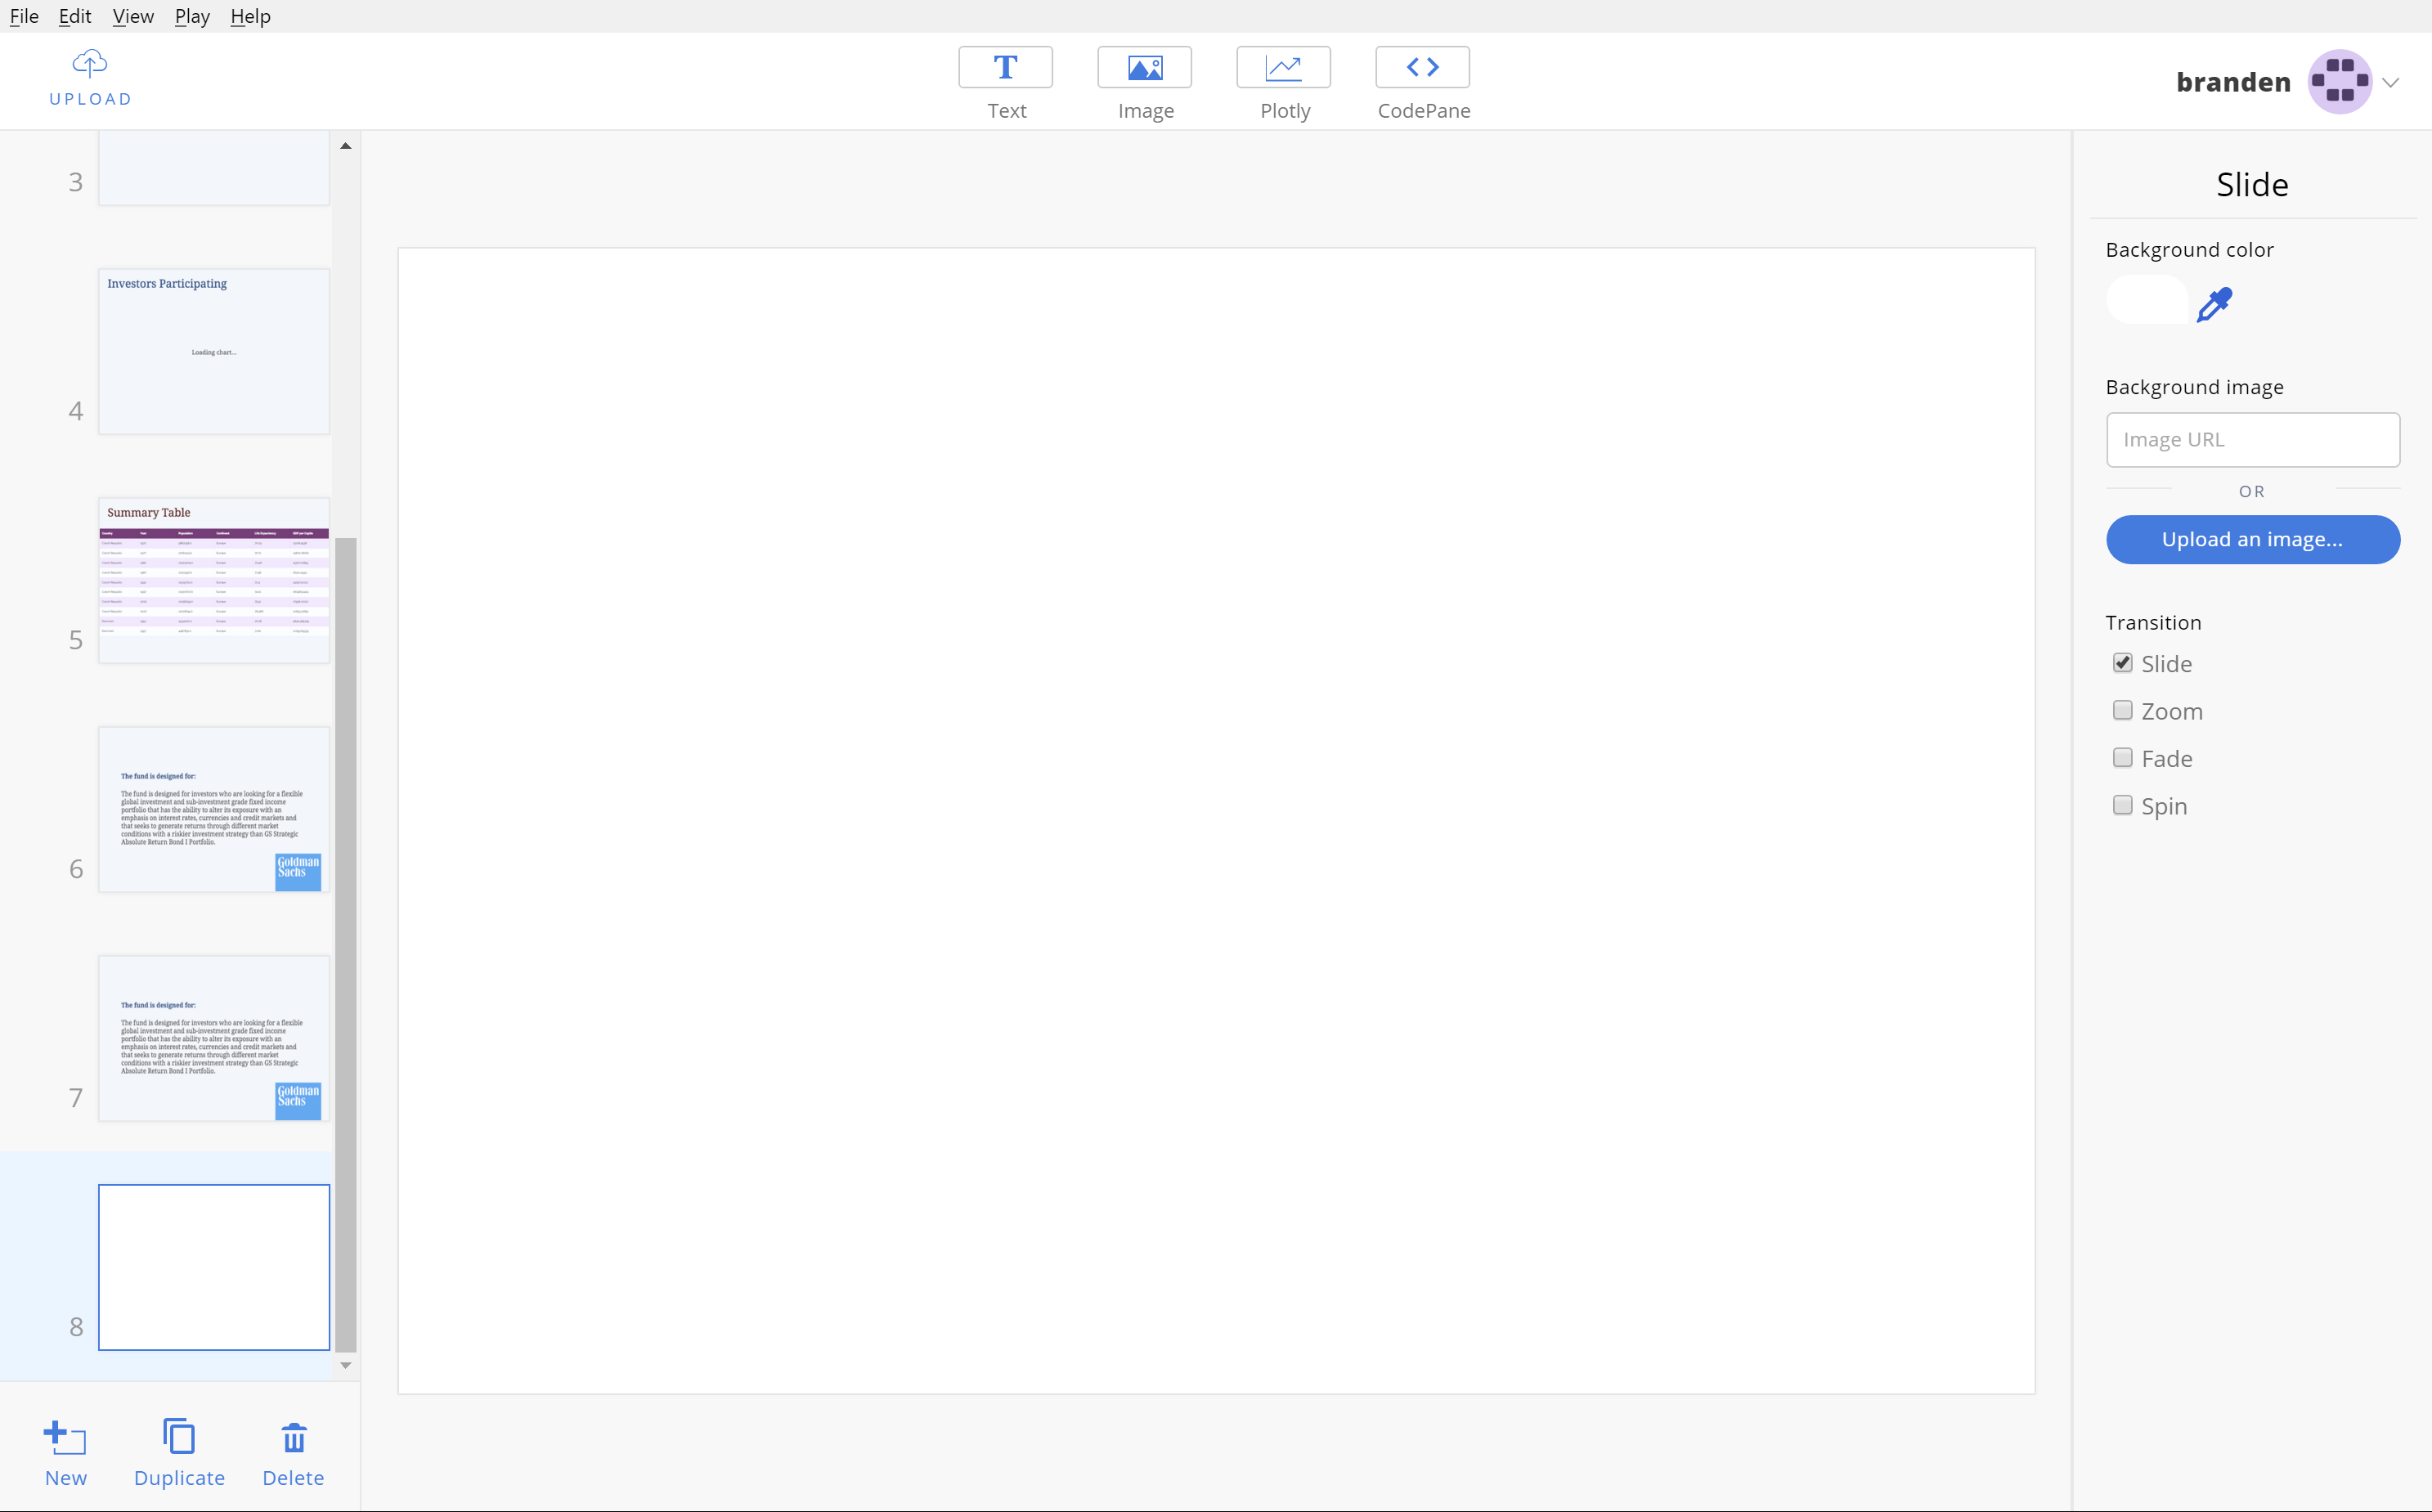 File Edit View Play Help
UPLOAD
Text
Image
Plotly
CodePane
branden
3
Investors Participating
Loading chart...
4
Summary Table
Country Year Population Continent Life Expectancy GDP per Capita
5
The fund is designed for:
The fund is designed for investors who are looking for a flexible
global investment and sub-investment grade fixed income
portfolio that has the ability to alter its exposure with an
emphasis on interest rates, currencies and credit markets and
that seeks to generate returns through different market
conditions with a riskier investment strategy than GS Strategic
Absolute Return Bond I Portfolio.
Goldman
Sachs
6
The fund is designed for:
The fund is designed for investors who are looking for a flexible
global investment and sub-investment grade fixed income
portfolio that has the ability to alter its exposure with an
emphasis on interest rates, currencies and credit markets and
that seeks to generate returns through different market
conditions with a riskier investment strategy than GS Strategic
Absolute Return Bond I Portfolio.
Goldman
Sachs
7
8
New
Duplicate
Delete
Slide
Background color
Background image
Image URL
OR
Upload an image...
Transition
Slide
Zoom
Fade
Spin